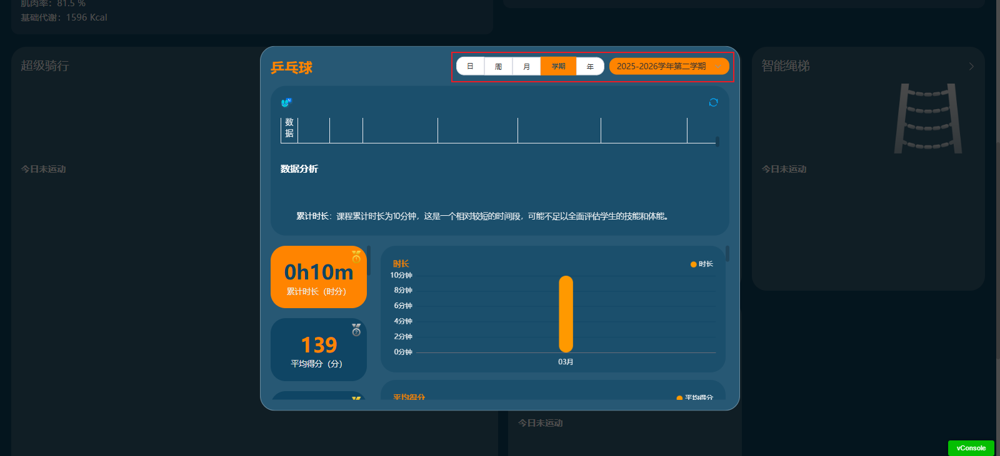 肌肉率：81.5 %
基础代谢：1596 Kcal
超级骑行
今日未运动
乒乓球
日
周
月
学期
年
2025-2026学年第二学期
数
据
数据分析
累计时长：课程累计时长为10分钟，这是一个相对较短的时间段，可能不足以全面评估学生的技能和体能。
0h10m
累计时长（时分）
139
平均得分（分）
时长
时长
10分钟
8分钟
6分钟
4分钟
2分钟
0分钟
03月
平均得分
平均得分
智能绳梯
今日未运动
今日未运动
vConsole